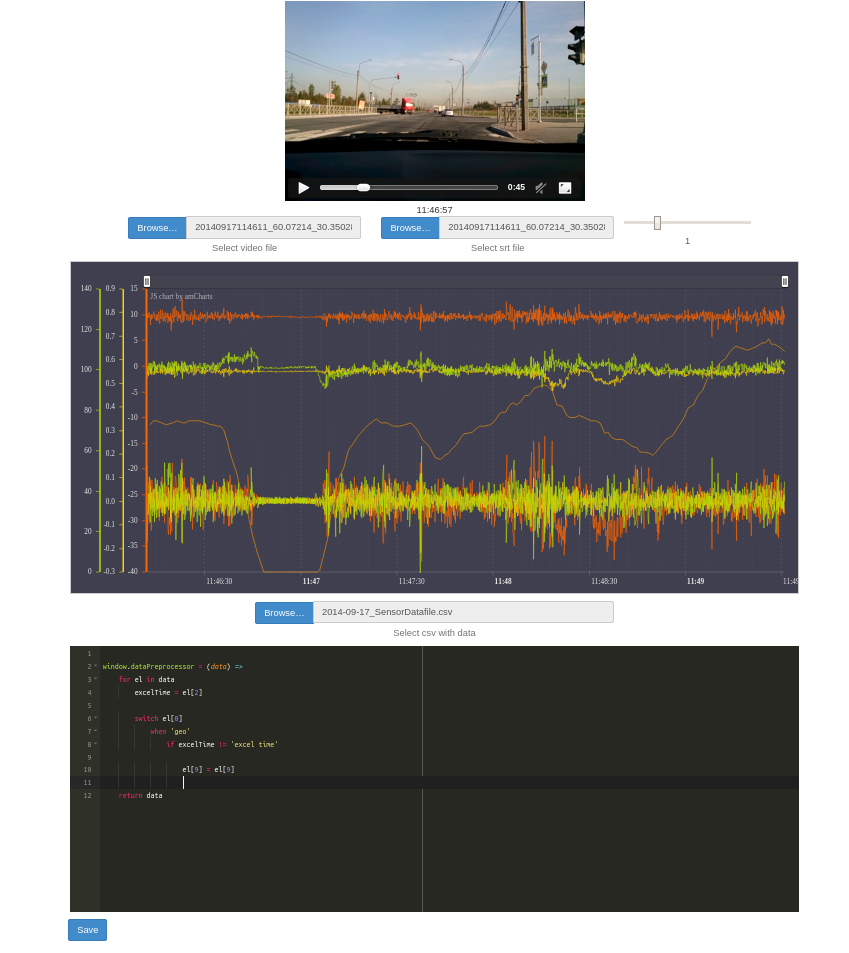 0:45
11:46:57
Browse... 20140917114611_60.07214_30.3502
Browse... 20140917114611_60.07214_30.3502
Select video file
Select srt file
1
JS chart by amCharts
140 0.9 15
120 0.8 10
100 0.7 5
80 0.6 0
60 0.5 -5
40 0.4 -10
20 0.3 -15
0 0.2 -20
0.1 -25
0.0 -30
-0.1 -35
-0.2 -40
-0.3
11:46:30 11:47 11:47:30 11:48 11:48:30 11:49
Browse... 2014-09-17_SensorDatafile.csv
Select csv with data
1
2 window.dataPreprocessor = (data) =>
3 for el in data
4 excelTime = el[2]
5
6 switch el[0]
7 when 'geo'
8 if excelTime != 'excel time'
9
10 el[9] = el[9]
11
12 return data
Save